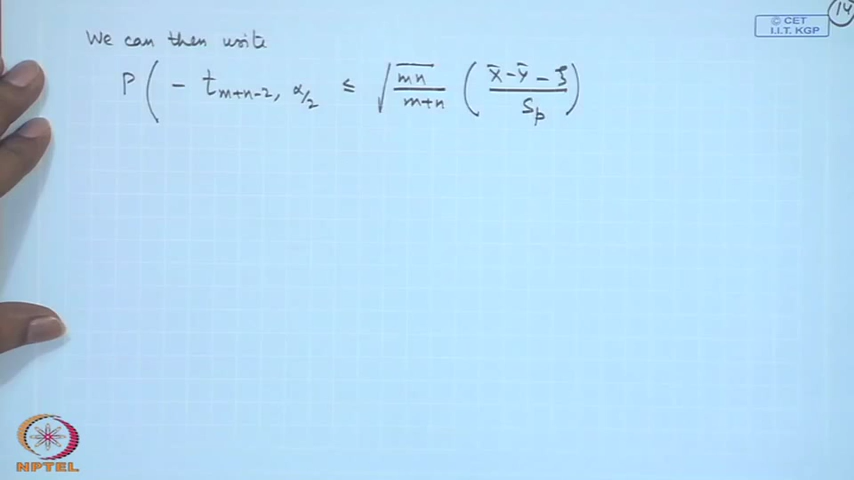 14
© CET
I.I.T. KGP
We can then write
P ( - t_{m+n-2, α/2} ≤ √(mn/(m+n)) ( (x̄ - ȳ - ξ)/S_p )
NPTEL